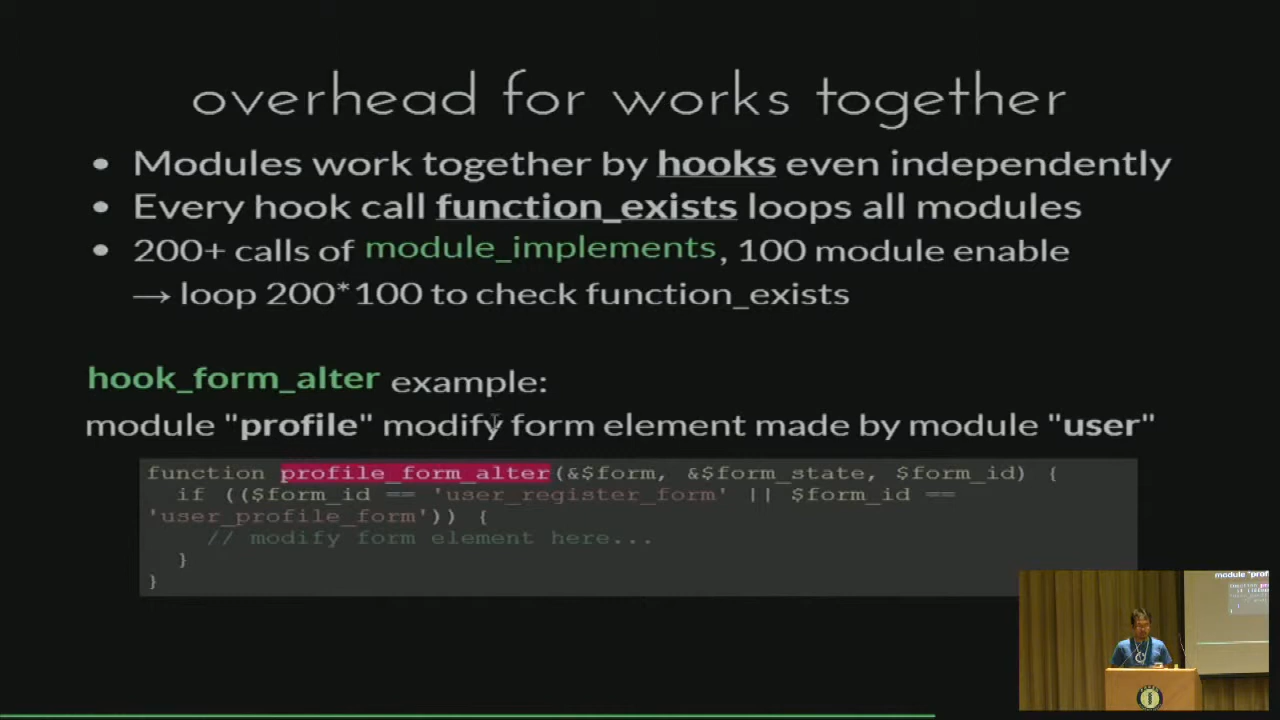 overhead for works together
• Modules work together by hooks even independently
• Every hook call function_exists loops all modules
• 200+ calls of module_implements, 100 module enable
→ loop 200*100 to check function_exists
hook_form_alter example:
module "profile" modify form element made by module "user"
function profile_form_alter(&$form, &$form_state, $form_id) {
if (($form_id == 'user_register_form' || $form_id ==
'user_profile_form')) {
// modify form element here...
}
}
module "prof